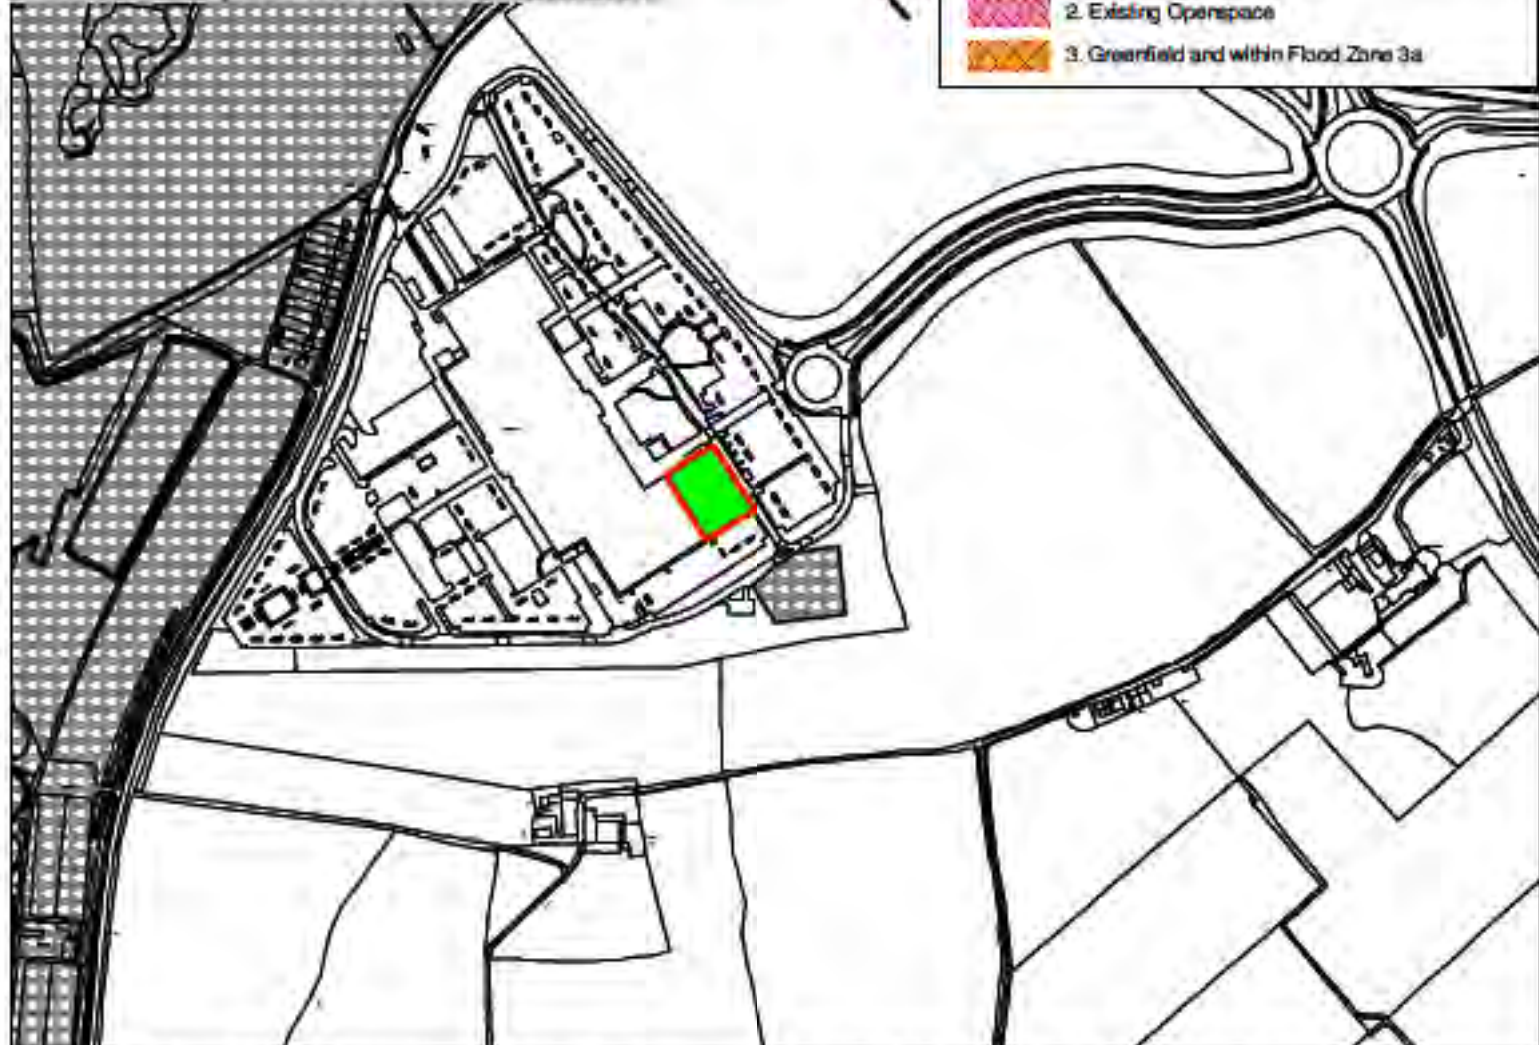 2. Existing Openspace
3. Greenfield and within Flood Zone 3a